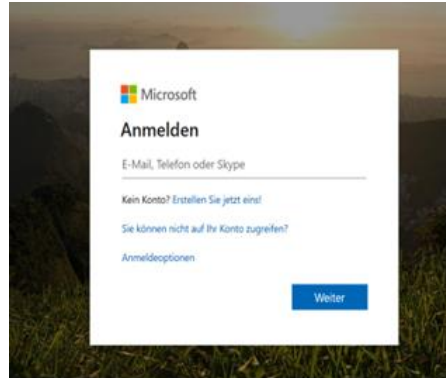 Microsoft
Anmelden
E-Mail, Telefon oder Skype
Kein Konto? Erstellen Sie jetzt eins!
Sie können nicht auf Ihr Konto zugreifen?
Anmeldeoptionen
Weiter